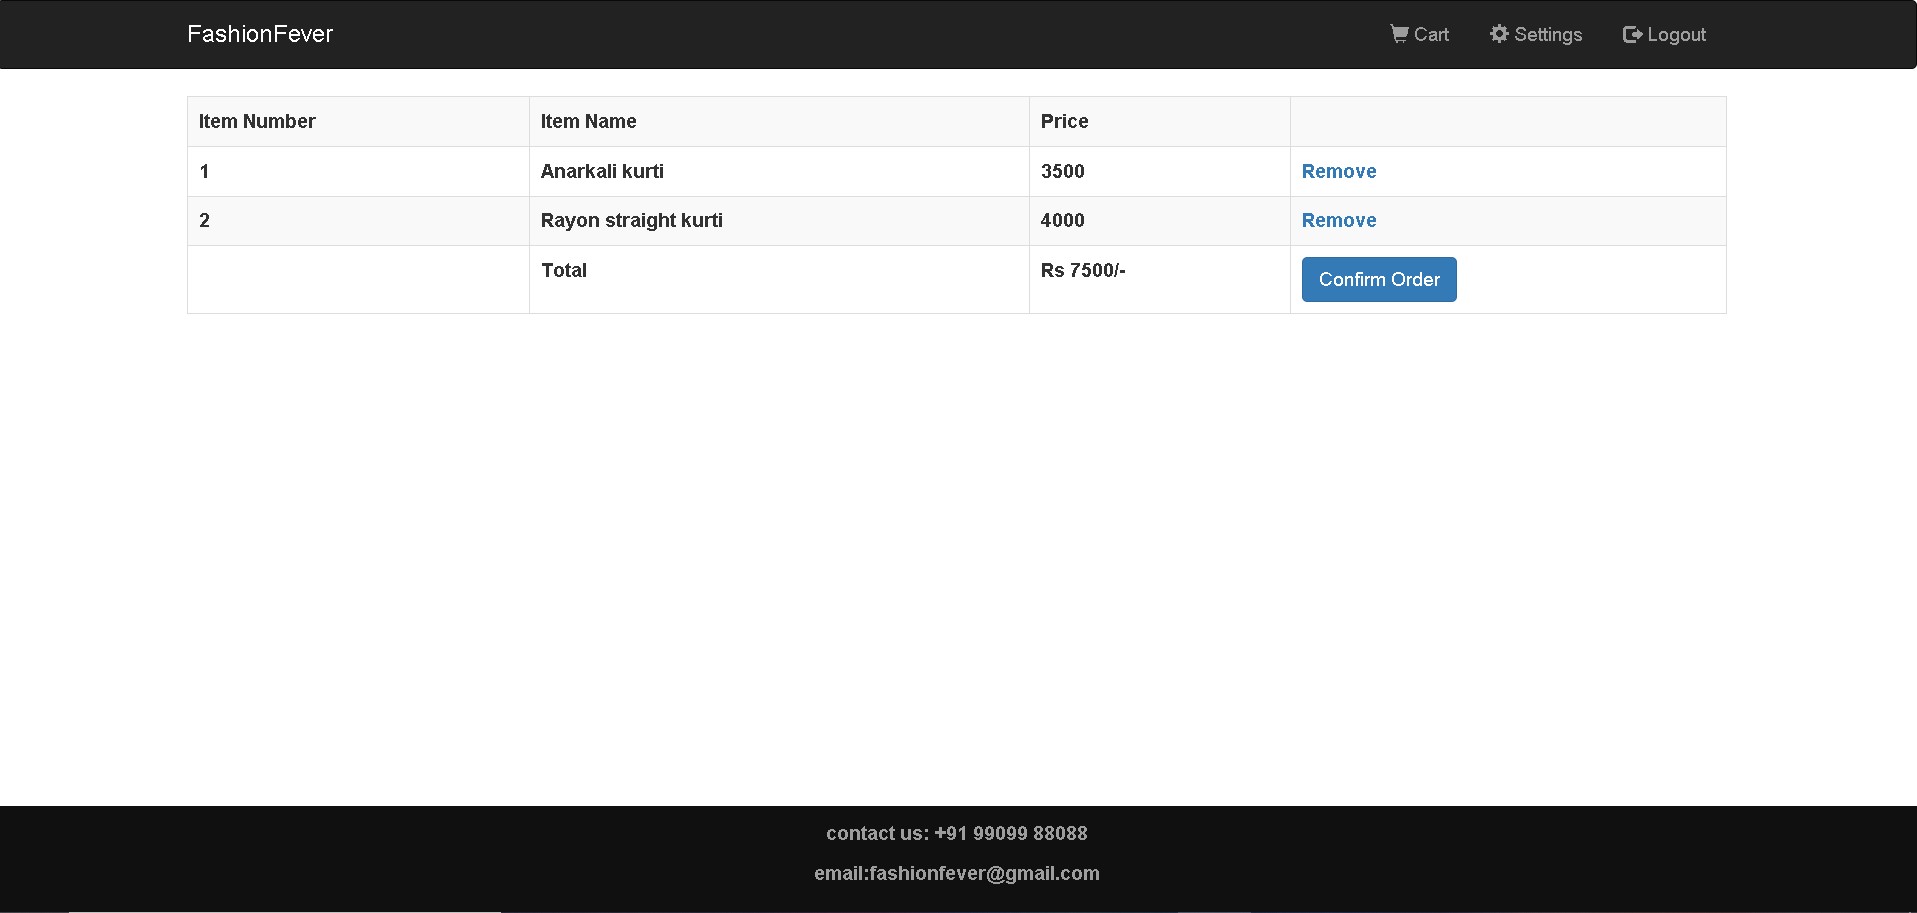 FashionFever Cart Settings Logout
Item Number Item Name Price
1 Anarkali kurti 3500 Remove
2 Rayon straight kurti 4000 Remove
Total Rs 7500/- Confirm Order
contact us: +91 99099 88088
email:fashionfever@gmail.com